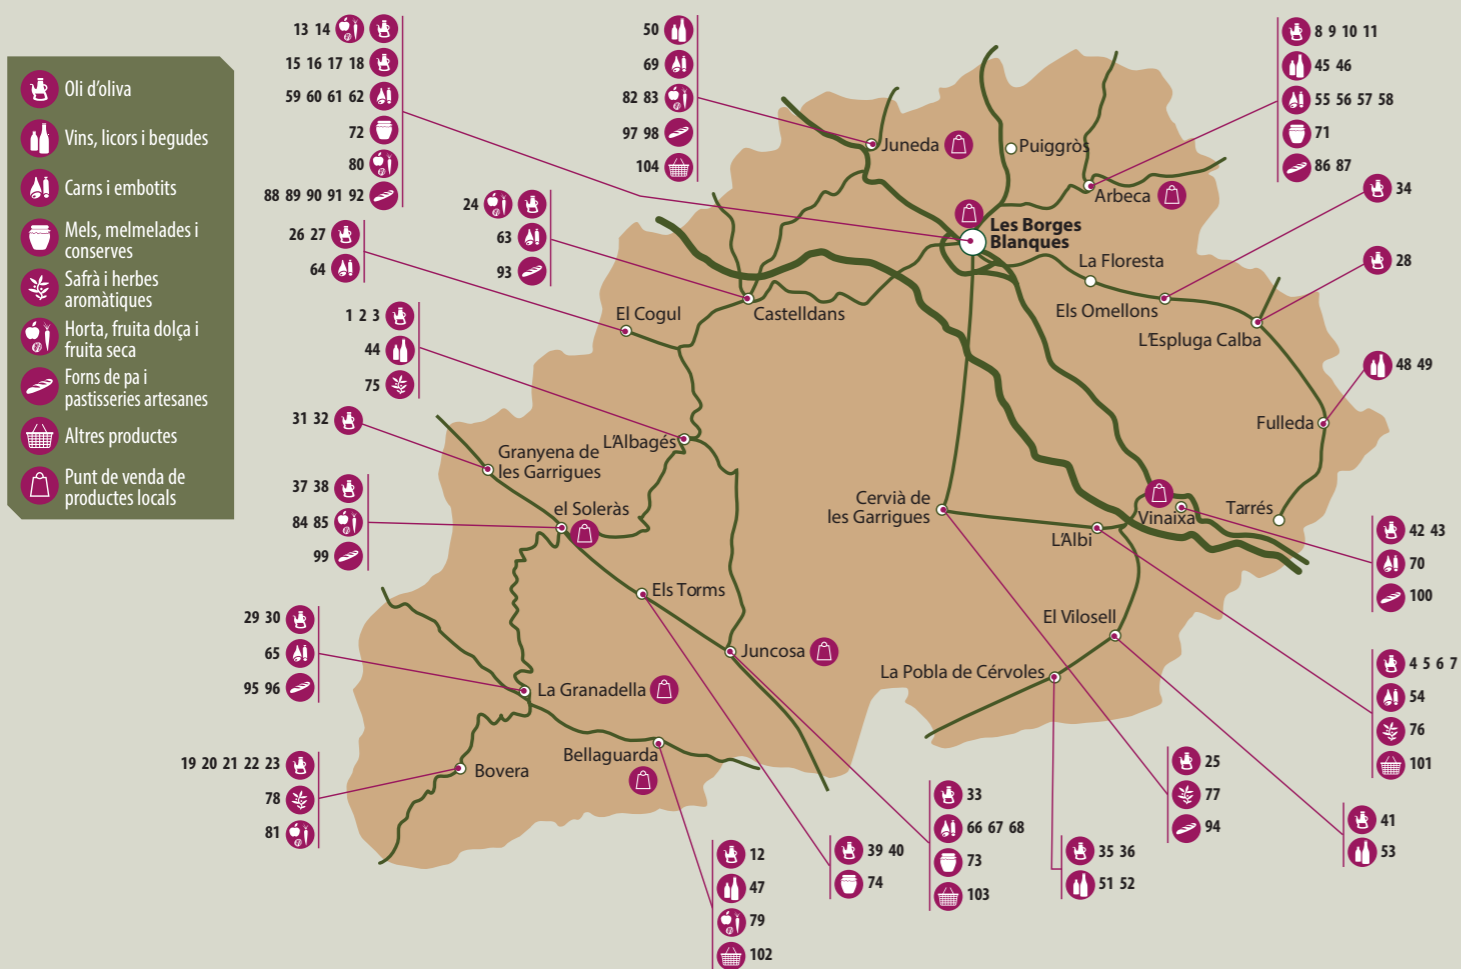 Oli d'oliva
Vins, licors i begudes
Carns i embotits
Mels, melmelades i
conserves
Safrà i herbes
aromàtiques
Horta, fruita dolça i
fruita seca
Forns de pa i
pastisseries artesanes
Altres productes
Punt de venda de
productes locals
13 14
15 16 17 18
59 60 61 62
72
80
88 89 90 91 92
50
69
82 83
97 98
104
8 9 10 11
45 46
55 56 57 58
71
86 87
24
63
93
26 27
64
1 2 3
44
75
31 32
37 38
84 85
99
29 30
65
95 96
19 20 21 22 23
78
81
34
28
48 49
42 43
70
100
4 5 6 7
54
76
101
41
53
25
77
94
35 36
51 52
33
66 67 68
73
103
39 40
74
12
47
79
102
Juneda
Puiggròs
Arbeca
Les Borges
Blanques
La Floresta
Els Omellons
L'Espluga Calba
Castelldans
El Cogul
Fulleda
L'Albagés
Granyena de
les Garrigues
el Soleràs
Cervià de
les Garrigues
Vinaixa
Tarrés
L'Albi
Els Torms
El Vilosell
Juncosa
La Pobla de Cérvoles
La Granadella
Bellaguarda
Bovera